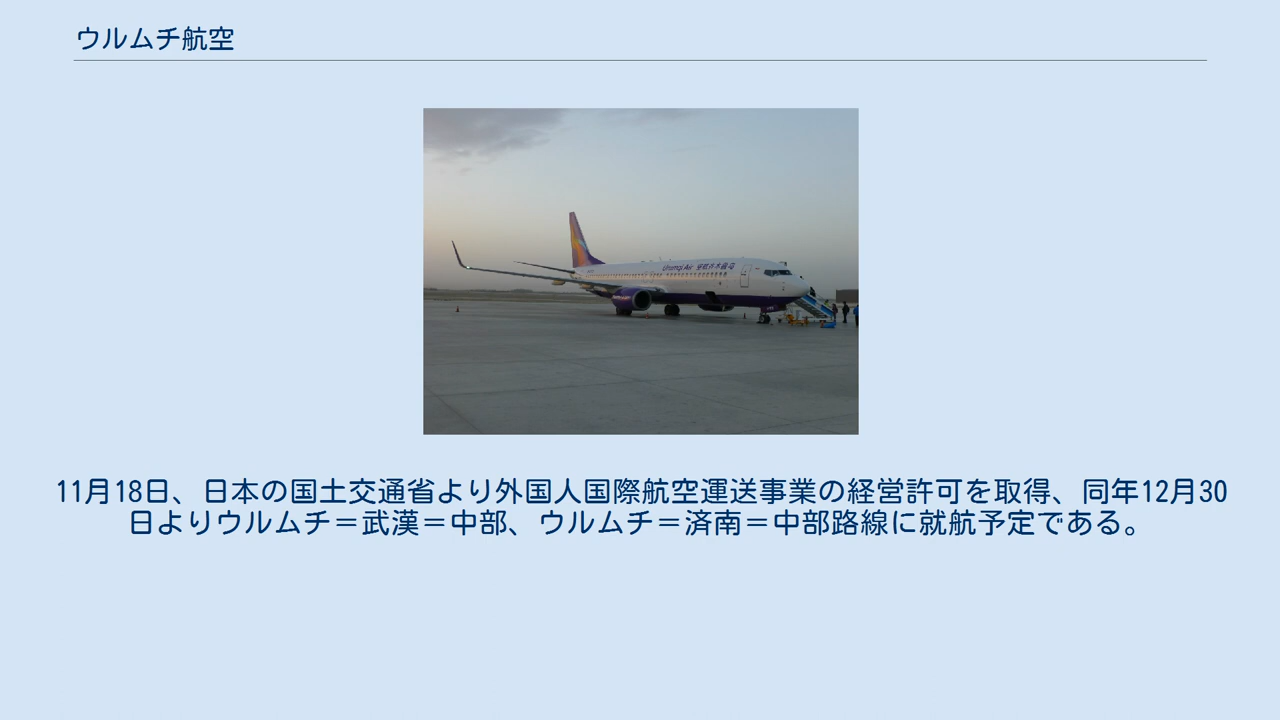 ウルムチ航空
Urumqi Air
11月18日、日本の国土交通省より外国人国際航空運送事業の経営許可を取得、同年12月30
日よりウルムチ＝武漢＝中部、ウルムチ＝済南＝中部路線に就航予定である。